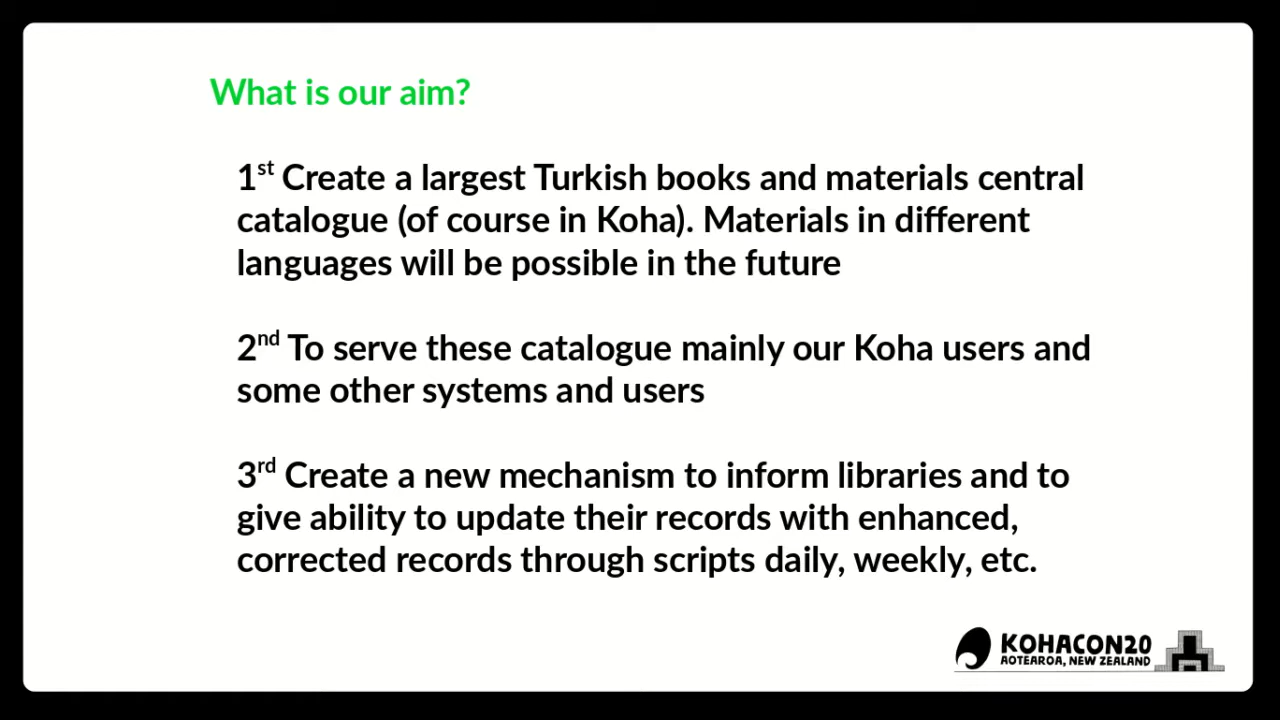 What is our aim?
1st Create a largest Turkish books and materials central
catalogue (of course in Koha). Materials in different
languages will be possible in the future
2nd To serve these catalogue mainly our Koha users and
some other systems and users
3rd Create a new mechanism to inform libraries and to
give ability to update their records with enhanced,
corrected records through scripts daily, weekly, etc.
KOHACON20
AOTEAROA, NEW ZEALAND